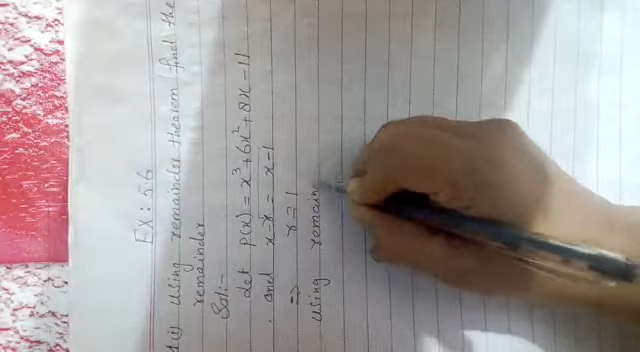 Ex: 5.6
1 (i) using remainder theorem find the
remainder
Sol:-
Let P(x) = x³ + 6x² + 8x - 11
and x-r = x-1
⇒ r = 1
using remain